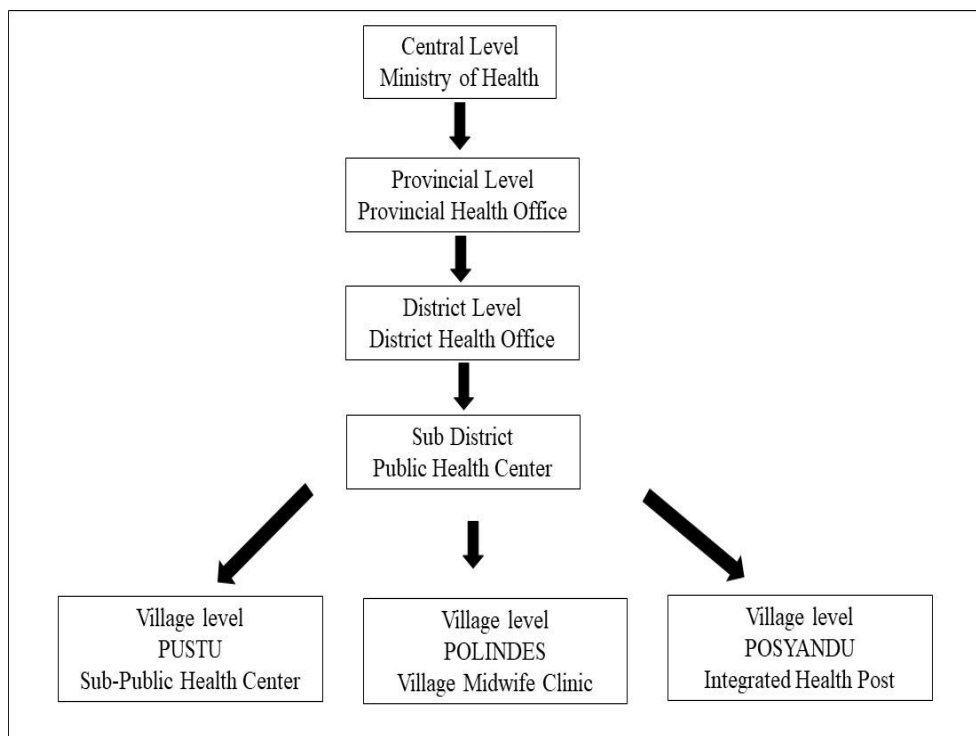 Central Level
Ministry of Health
Provincial Level
Provincial Health Office
District Level
District Health Office
Sub District
Public Health Center
Village level
PUSTU
Sub-Public Health Center
Village level
POLINDES
Village Midwife Clinic
Village level
POSYANDU
Integrated Health Post